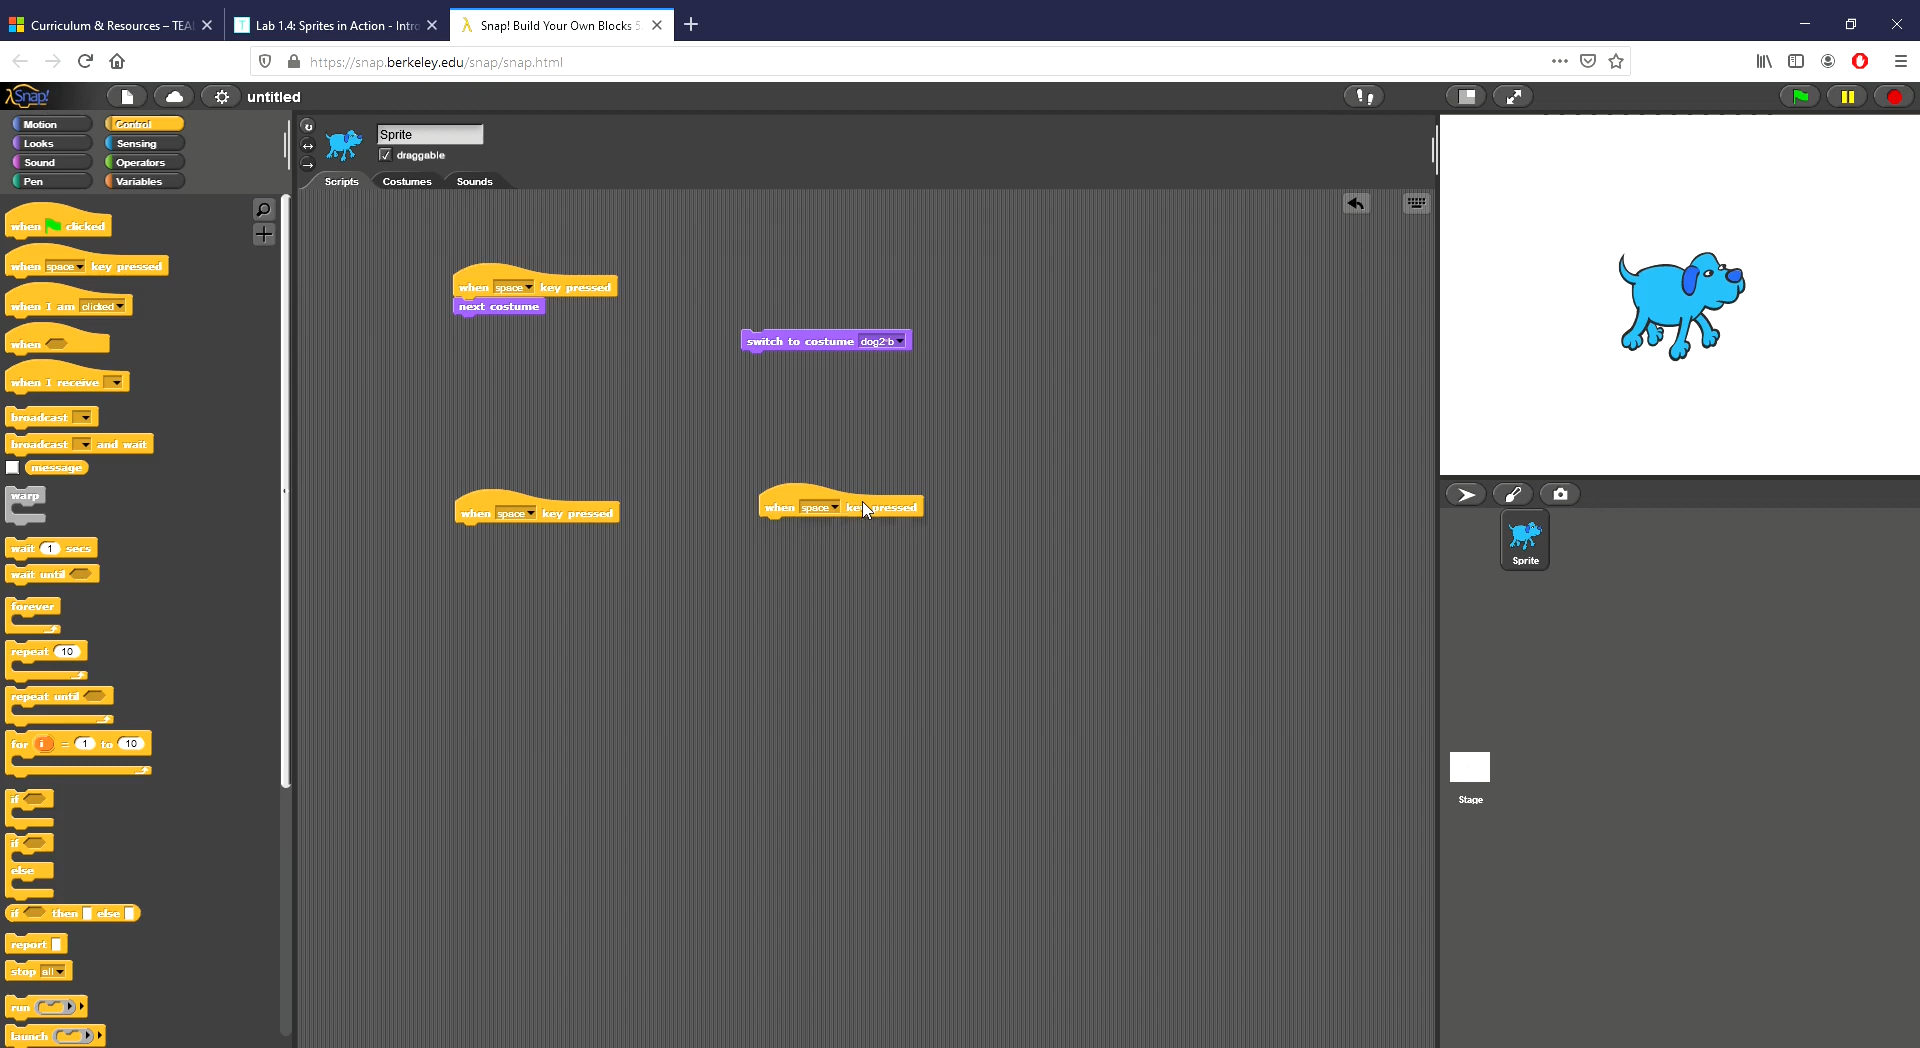 Curriculum & Resources – TEA
Lab 1.4: Sprites in Action - Intro
Snap! Build Your Own Blocks 5
https://snap.berkeley.edu/snap/snap.html
Snap!
untitled
Motion
Control
Looks
Sensing
Sound
Operators
Pen
Variables
Sprite
draggable
Scripts
Costumes
Sounds
when clicked
when space key pressed
when I am clicked
when
when I receive
broadcast
broadcast and wait
message
warp
wait 1 secs
wait until
forever
repeat 10
repeat until
for i = 1 to 10
if
if
else
if then else
report
stop all
run
launch
when space key pressed
next costume
switch to costume dog2-b
when space key pressed
when space key pressed
Sprite
Stage